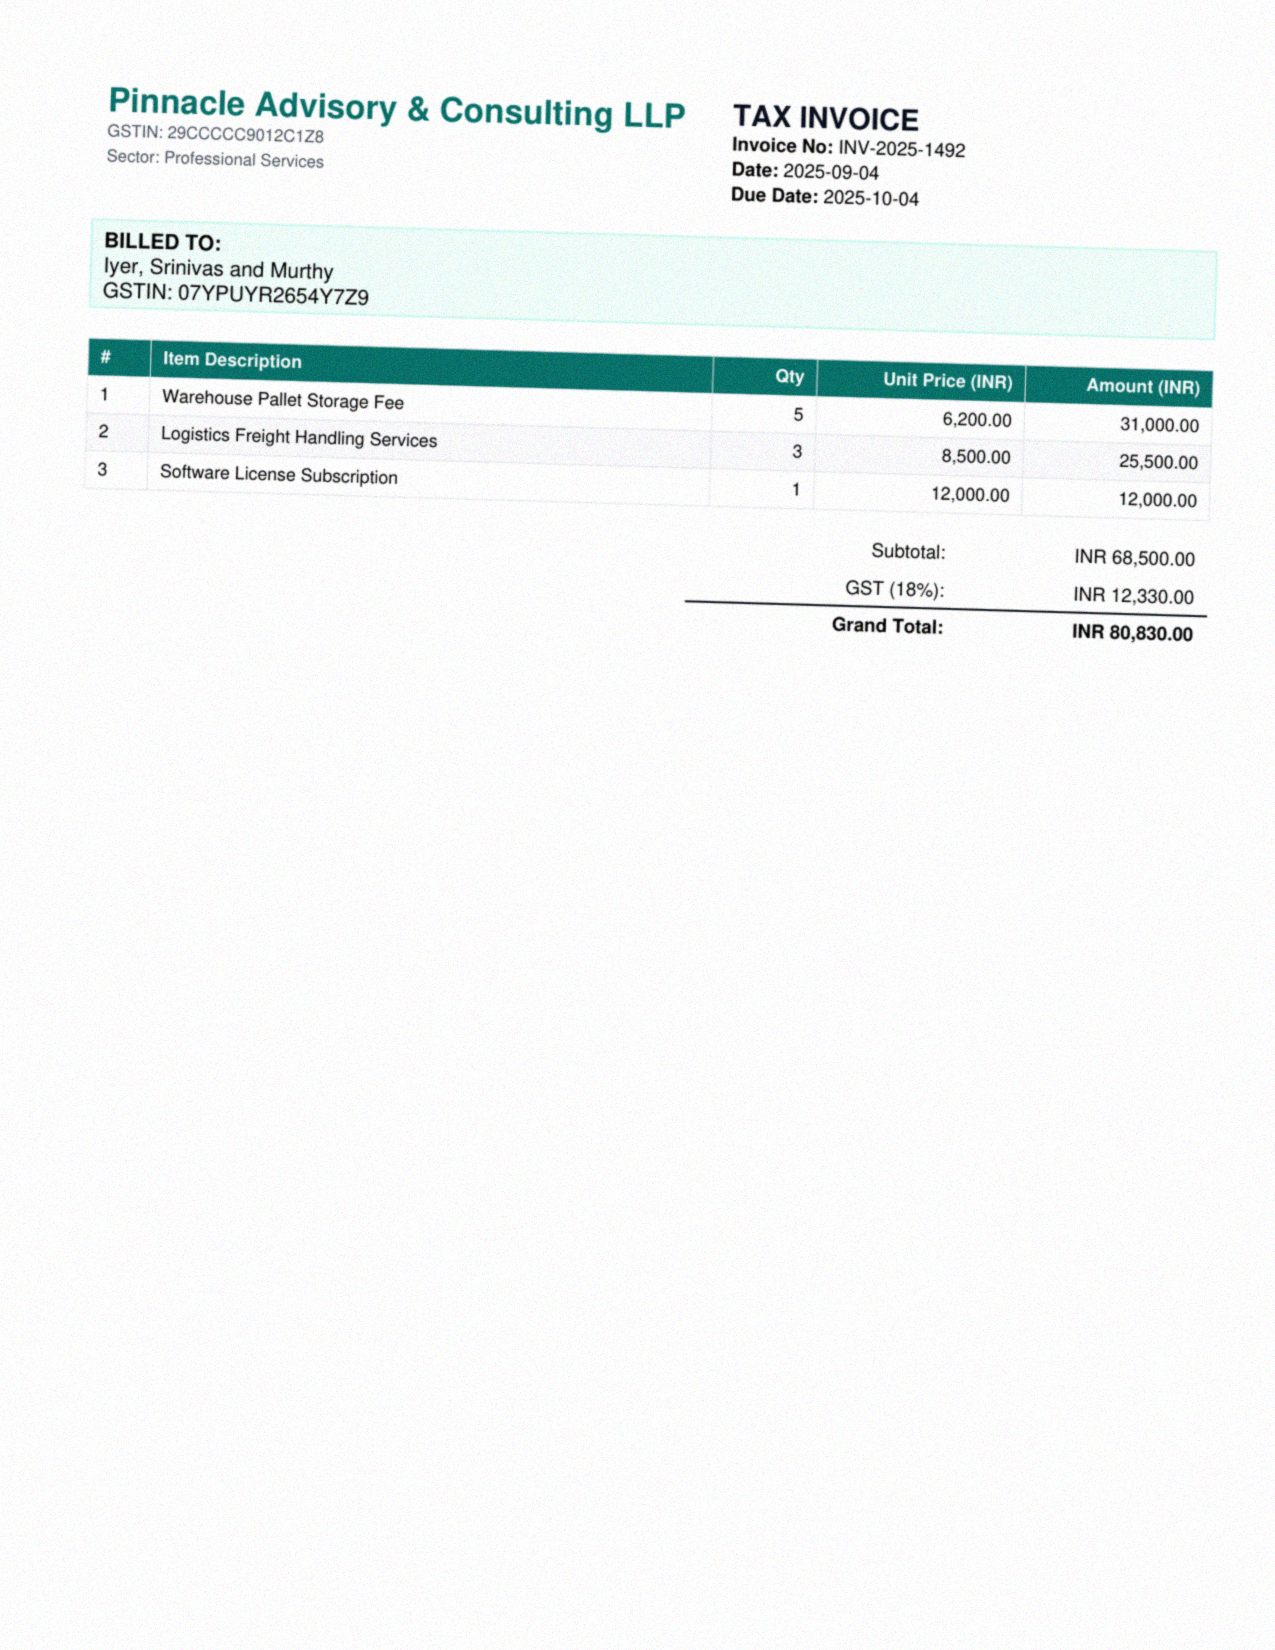 Pinnacle Advisory & Consulting LLP
GSTIN: 29CCCCC9012C1Z8
Sector: Professional Services
TAX INVOICE
Invoice No: INV-2025-1492
Date: 2025-09-04
Due Date: 2025-10-04
BILLED TO:
Iyer, Srinivas and Murthy
GSTIN: 07YPUYR2654Y7Z9
# Item Description Qty Unit Price (INR) Amount (INR)
1 Warehouse Pallet Storage Fee 5 6,200.00 31,000.00
2 Logistics Freight Handling Services 3 8,500.00 25,500.00
3 Software License Subscription 1 12,000.00 12,000.00
Subtotal: INR 68,500.00
GST (18%): INR 12,330.00
Grand Total: INR 80,830.00